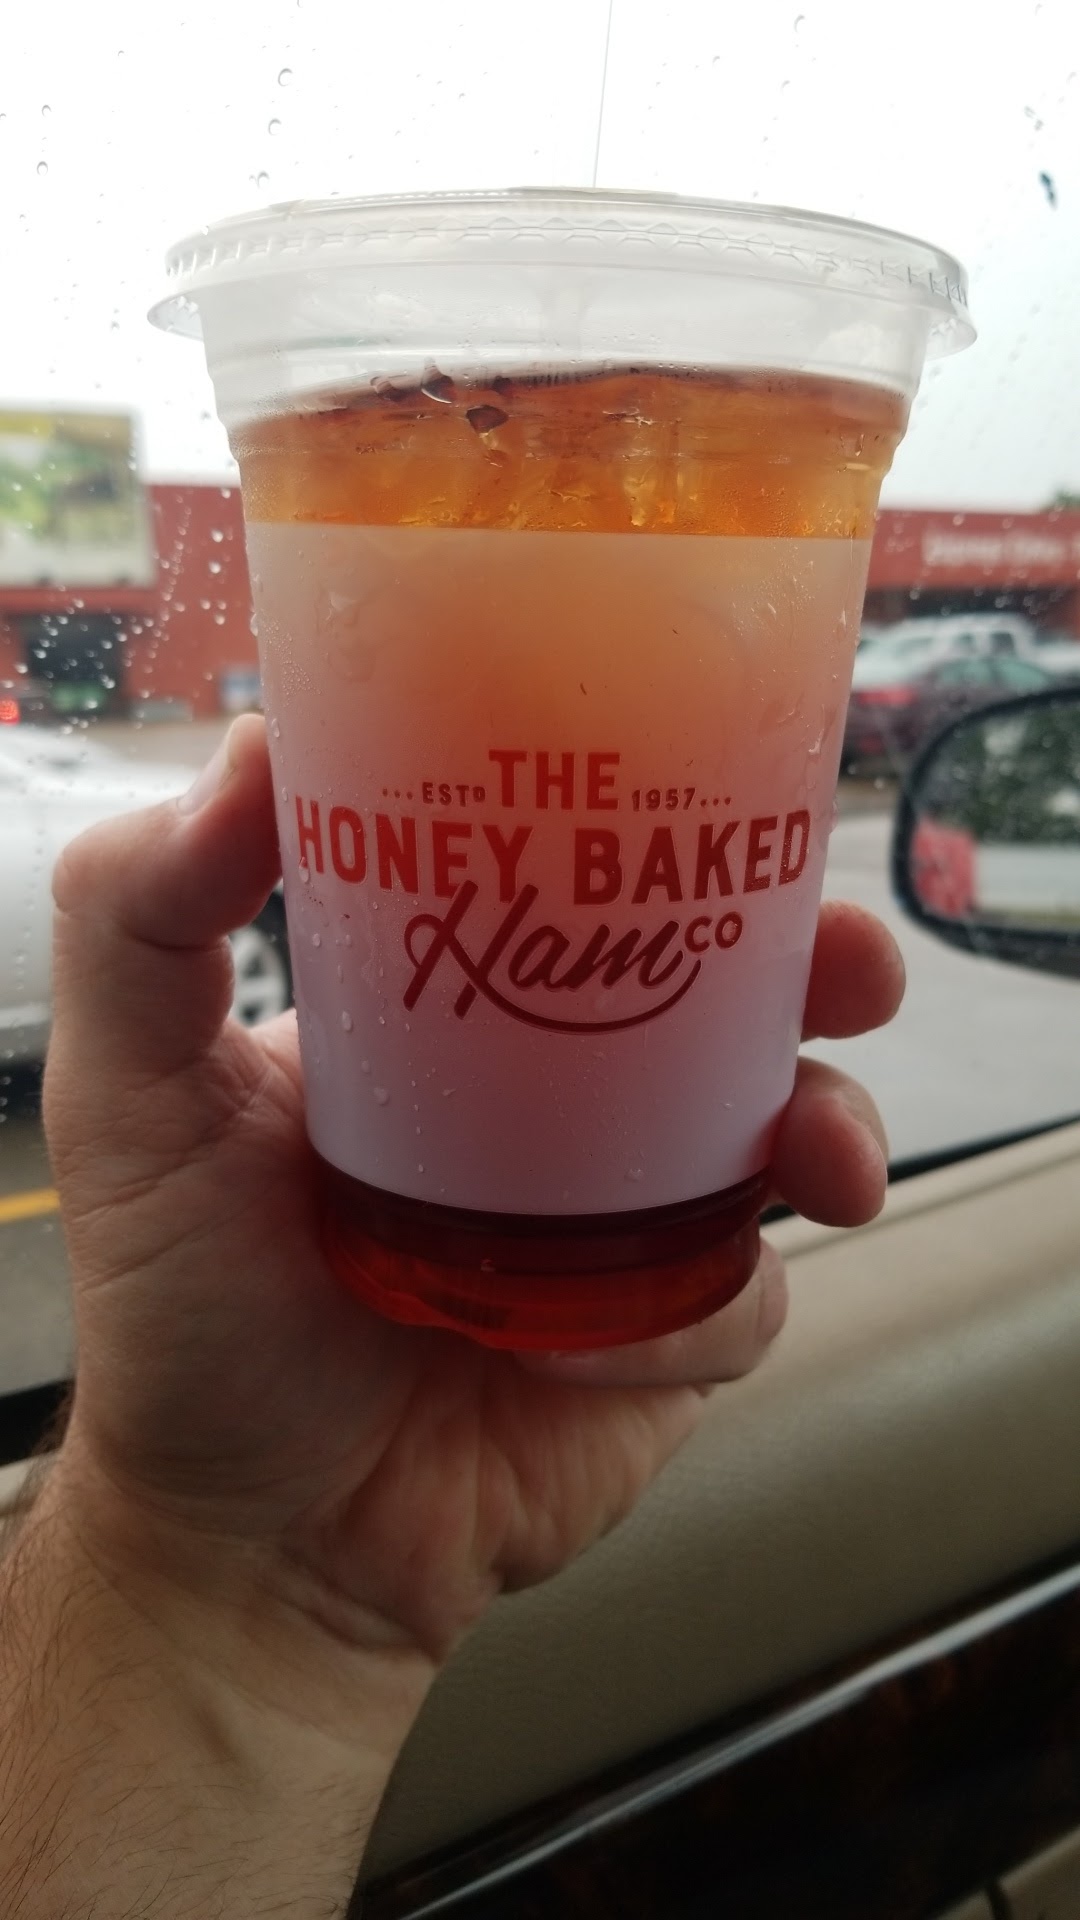 THE
...ESTD 1957...
HONEY BAKED
Ham CO